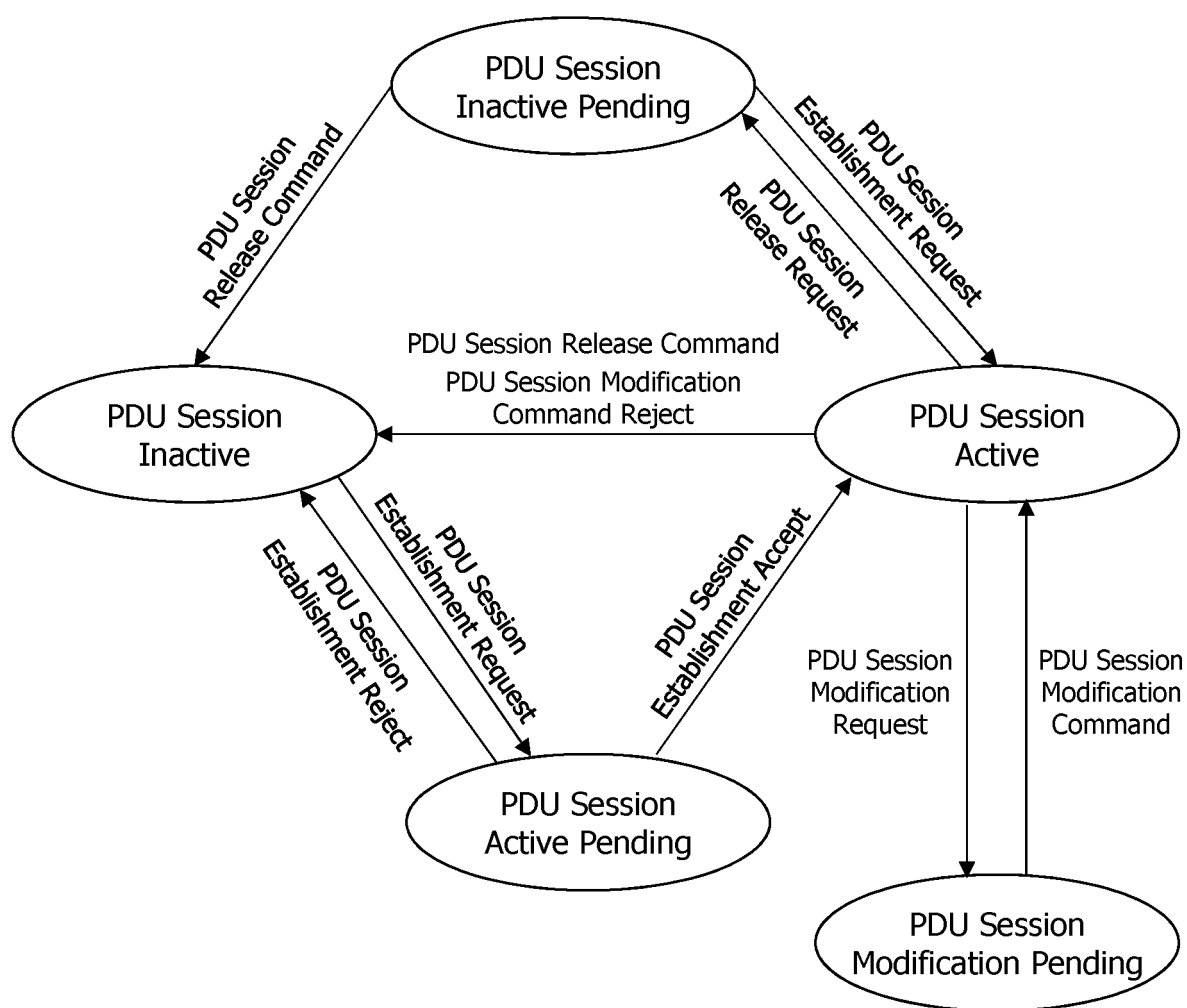 PDU Session
Inactive Pending
PDU Session
Release Command
PDU Session
Establishment Request
PDU Session
Release Request
PDU Session Release Command
PDU Session Modification
Command Reject
PDU Session
Inactive
PDU Session
Active
PDU Session
Establishment Request
PDU Session
Establishment Reject
PDU Session
Establishment Accept
PDU Session
Modification
Request
PDU Session
Modification
Command
PDU Session
Active Pending
PDU Session
Modification Pending